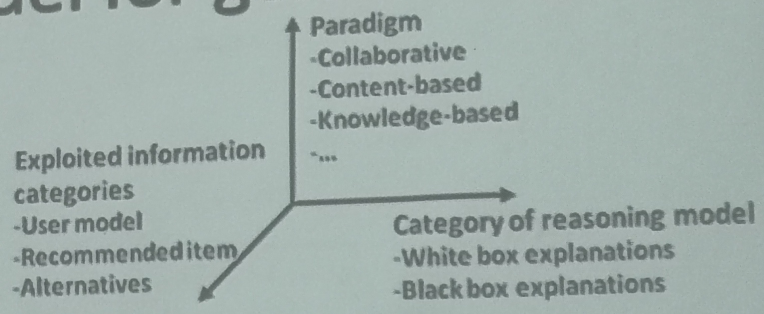 Paradigm
-Collaborative
-Content-based
-Knowledge-based
-...
Exploited information
categories
-User model
-Recommended item
-Alternatives
Category of reasoning model
-White box explanations
-Black box explanations